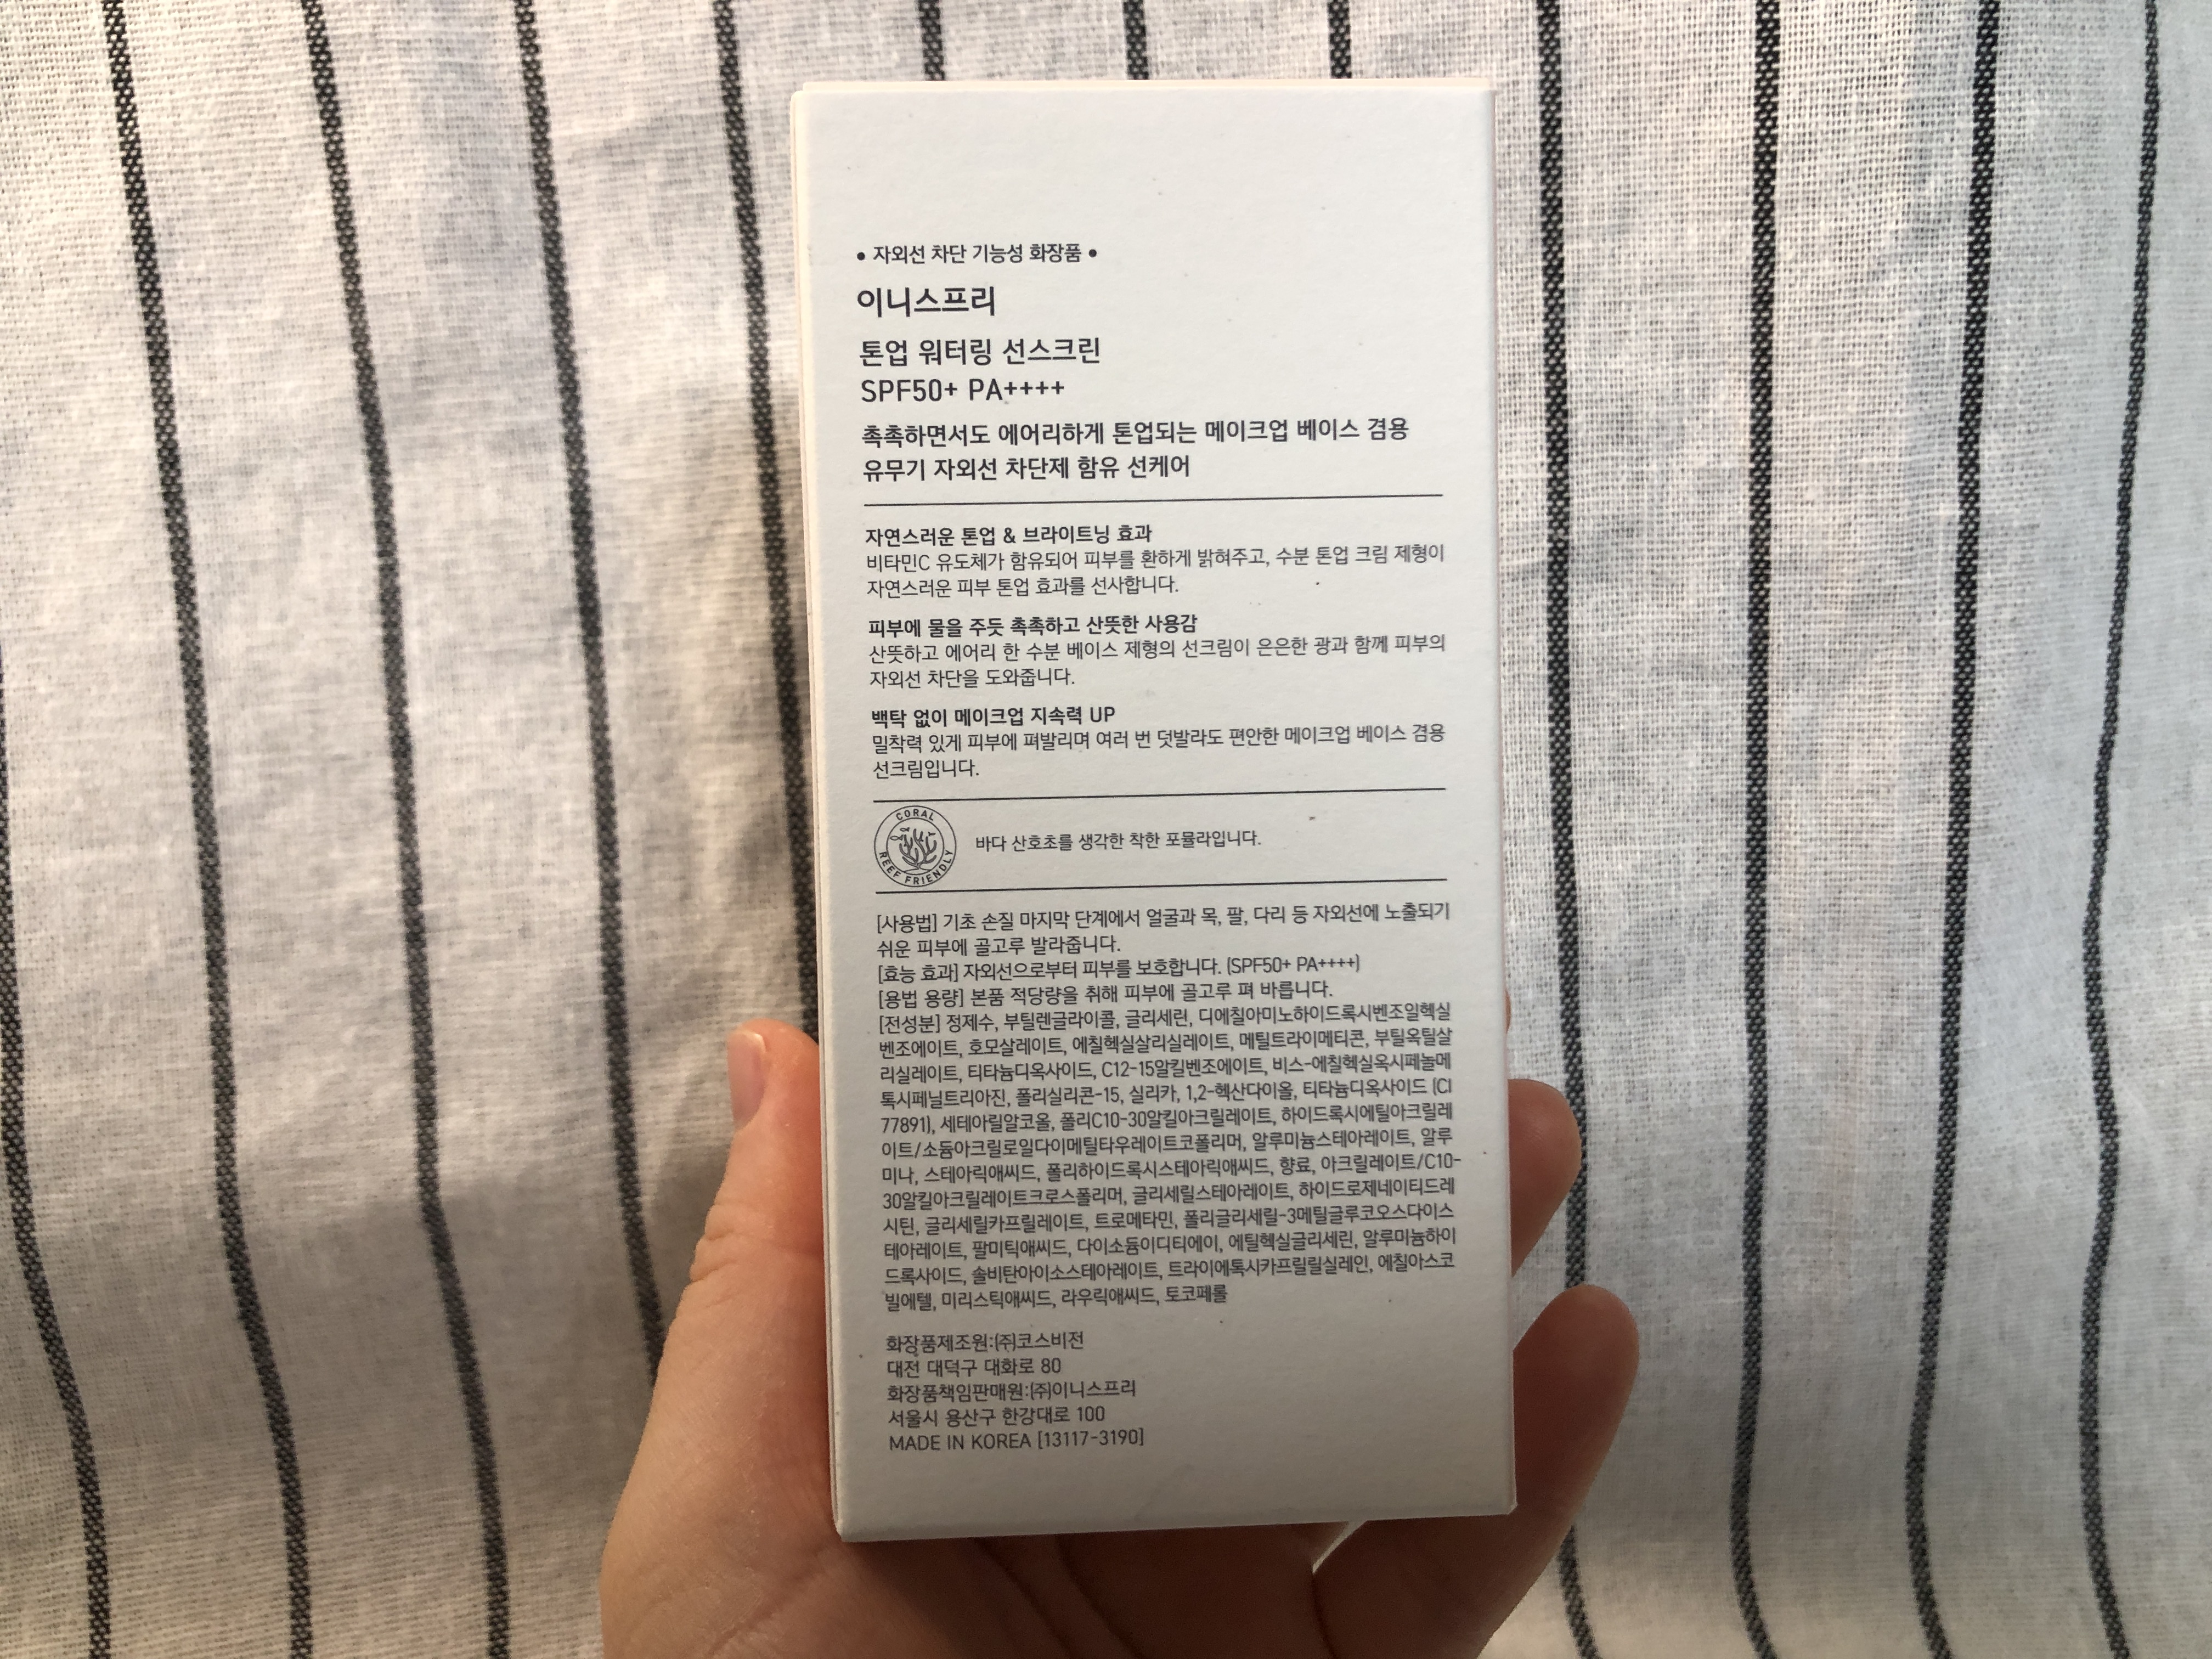 • 자외선 차단 기능성 화장품 •
이니스프리
톤업 워터링 선스크린
SPF50+ PA++++
촉촉하면서도 에어리하게 톤업되는 메이크업 베이스 겸용
유무기 자외선 차단제 함유 선케어
자연스러운 톤업 & 브라이트닝 효과
비타민C 유도체가 함유되어 피부를 환하게 밝혀주고, 수분 톤업 크림 제형이
자연스러운 피부 톤업 효과를 선사합니다.
피부에 물을 주듯 촉촉하고 산뜻한 사용감
산뜻하고 에어리 한 수분 베이스 제형의 선크림이 은은한 광과 함께 피부의
자외선 차단을 도와줍니다.
백탁 없이 메이크업 지속력 UP
밀착력 있게 피부에 펴발리며 여러 번 덧발라도 편안한 메이크업 베이스 겸용
선크림입니다.
CORAL
REEF FRIENDLY
바다 산호초를 생각한 착한 포뮬라입니다.
[사용법] 기초 손질 마지막 단계에서 얼굴과 목, 팔, 다리 등 자외선에 노출되기
쉬운 피부에 골고루 발라줍니다.
[효능 효과] 자외선으로부터 피부를 보호합니다. (SPF50+ PA++++)
[용법 용량] 본품 적당량을 취해 피부에 골고루 펴 바릅니다.
[전성분] 정제수, 부틸렌글라이콜, 글리세린, 디에칠아미노하이드록시벤조일헥실
벤조에이트, 호모살레이트, 에칠헥실살리실레이트, 메틸트라이메티콘, 부틸옥틸살
리실레이트, 티타늄디옥사이드, C12-15알킬벤조에이트, 비스-에칠헥실옥시페놀메
톡시페닐트리아진, 폴리실리콘-15, 실리카, 1,2-헥산다이올, 티타늄디옥사이드 (CI
77891), 세테아릴알코올, 폴리C10-30알킬아크릴레이트, 하이드록시에틸아크릴레
이트/소듐아크릴로일다이메틸타우레이트코폴리머, 알루미늄스테아레이트, 알루
미나, 스테아릭애씨드, 폴리하이드록시스테아릭애씨드, 향료, 아크릴레이트/C10-
30알킬아크릴레이트크로스폴리머, 글리세릴스테아레이트, 하이드로제네이티드레
시틴, 글리세릴카프릴레이트, 트로메타민, 폴리글리세릴-3메틸글루코오스다이스
테아레이트, 팔미틱애씨드, 다이소듐이디티에이, 에틸헥실글리세린, 알루미늄하이
드록사이드, 솔비탄아이소스테아레이트, 트라이에톡시카프릴릴실레인, 에칠아스코
빌에텔, 미리스틱애씨드, 라우릭애씨드, 토코페롤
화장품제조원:(주)코스비전
대전 대덕구 대화로 80
화장품책임판매원:(주)이니스프리
서울시 용산구 한강대로 100
MADE IN KOREA [13117-3190]